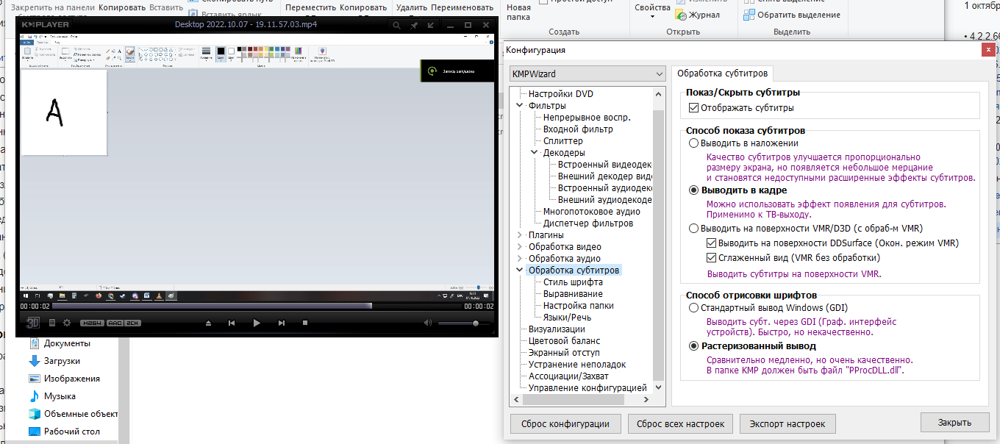 Закрепить на панели
Копировать
Вставить
Скопировать путь
Вставить ярлык
Переместить
Копировать
Удалить
Переименовать
Новая
папка
Простой доступ
Создать
Свойства
Изменить
Журнал
Открыть
Снять выделение
Обратить выделение
Выделить
1 октябр
• 4.2.2.66
KMPLAYER
Desktop 2022.10.07 - 19.11.57.03.mp4
Запись запущена
A
00:00:02
00:00:02
3D
H264
AAC
2CH
Документы
Загрузки
Изображения
Музыка
Объемные объект
Рабочий стол
Конфигурация
KMPWizard
Настройки DVD
Фильтры
Непрерывное воспр.
Входной фильтр
Сплиттер
Декодеры
Встроенный видеодек
Внешний декодер вид
Встроенный аудиодек
Внешний аудиодекоде
Многопотоковое аудио
Диспетчер фильтров
Плагины
Обработка видео
Обработка аудио
Обработка субтитров
Стиль шрифта
Выравнивание
Настройка папки
Языки/Речь
Визуализации
Цветовой баланс
Экранный отступ
Устранение неполадок
Ассоциации/Захват
Управление конфигурацией
Обработка субтитров
Показ/Скрыть субтитры
Отображать субтитры
Способ показа субтитров
Выводить в наложении
Качество субтитров улучшается пропорционально
размеру экрана, но появляется небольшое мерцание
и становятся недоступными расширенные эффекты субтитров.
Выводить в кадре
Можно использовать эффект появления для субтитров.
Применимо к ТВ-выходу.
Выводить на поверхности VMR/D3D (с обраб-м VMR)
Выводить на поверхности DDSurface (Окон. режим VMR)
Сглаженный вид (VMR без обработки)
Выводить субтитры на поверхности VMR.
Способ отрисовки шрифтов
Стандартный вывод Windows (GDI)
Выводить субт. через GDI (Граф. интерфейс
устройств). Быстро, но некачественно.
Растеризованный вывод
Сравнительно медленно, но очень качественно.
В папке KMP должен быть файл "PProcDLL.dll".
Сброс конфигурации
Сброс всех настроек
Экспорт настроек
Закрыть